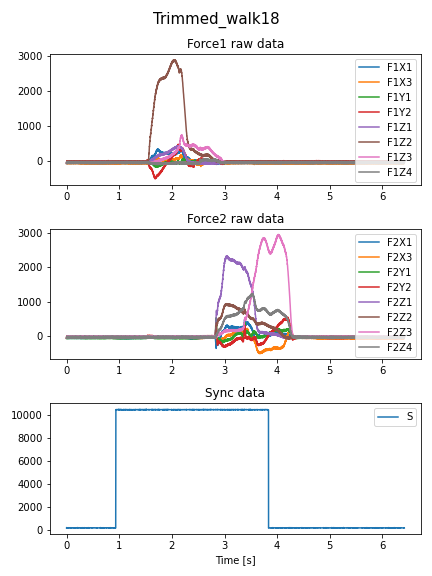 Trimmed_walk18
Force1 raw data
3000
2000
1000
0
F1X1
F1X3
F1Y1
F1Y2
F1Z1
F1Z2
F1Z3
F1Z4
0 1 2 3 4 5 6
Force2 raw data
3000
2000
1000
0
F2X1
F2X3
F2Y1
F2Y2
F2Z1
F2Z2
F2Z3
F2Z4
0 1 2 3 4 5 6
Sync data
10000
8000
6000
4000
2000
0
S
0 1 2 3 4 5 6
Time [s]